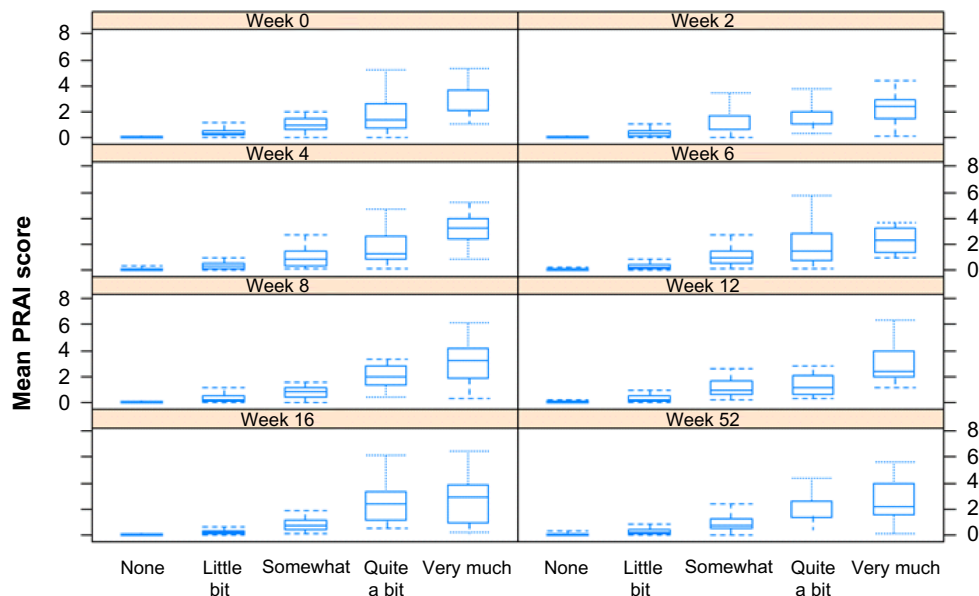 Week 0
Week 2
8
6
4
2
0
Week 4
Week 6
8
6
4
2
0
Week 8
Week 12
8
6
4
2
0
Week 16
Week 52
8
6
4
2
0
Mean PRAI score
None
Little
bit
Somewhat
Quite
a bit
Very much
None
Little
bit
Somewhat
Quite
a bit
Very much